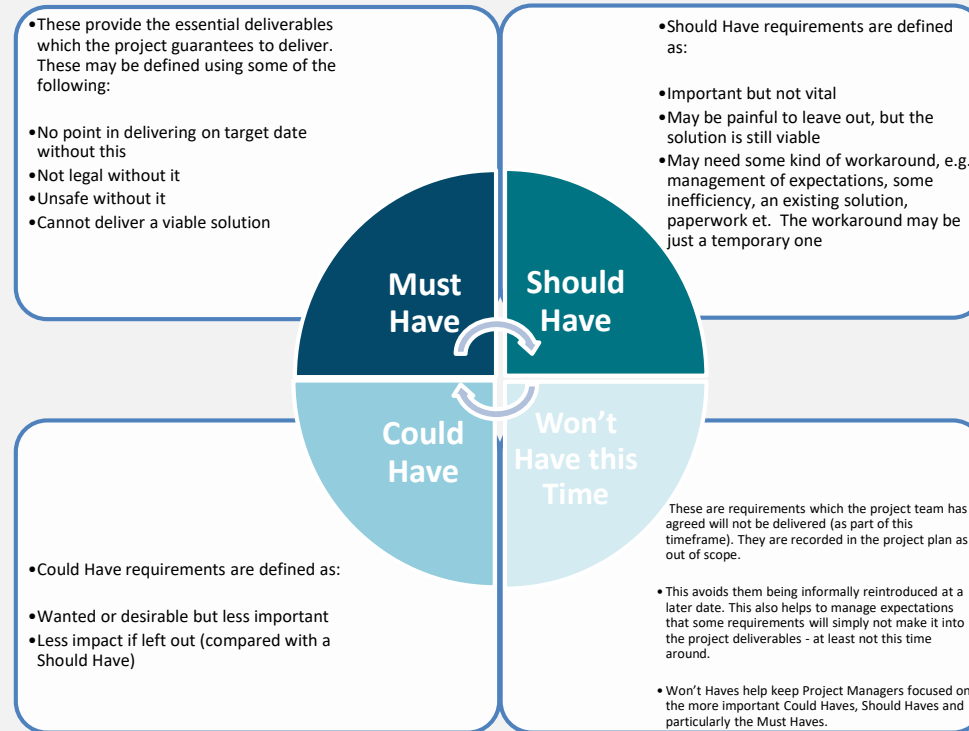 •These provide the essential deliverables
which the project guarantees to deliver.
These may be defined using some of the
following:
•No point in delivering on target date
without this
•Not legal without it
•Unsafe without it
•Cannot deliver a viable solution
•Should Have requirements are defined
as:
•Important but not vital
•May be painful to leave out, but the
solution is still viable
•May need some kind of workaround, e.g.
management of expectations, some
inefficiency, an existing solution,
paperwork et. The workaround may be
just a temporary one
Must
Have
Should
Have
Could
Have
Won't
Have this
Time
•Could Have requirements are defined as:
•Wanted or desirable but less important
•Less impact if left out (compared with a
Should Have)
These are requirements which the project team has
agreed will not be delivered (as part of this
timeframe). They are recorded in the project plan as
out of scope.
• This avoids them being informally reintroduced at a
later date. This also helps to manage expectations
that some requirements will simply not make it into
the project deliverables - at least not this time
around.
• Won't Haves help keep Project Managers focused on
the more important Could Haves, Should Haves and
particularly the Must Haves.